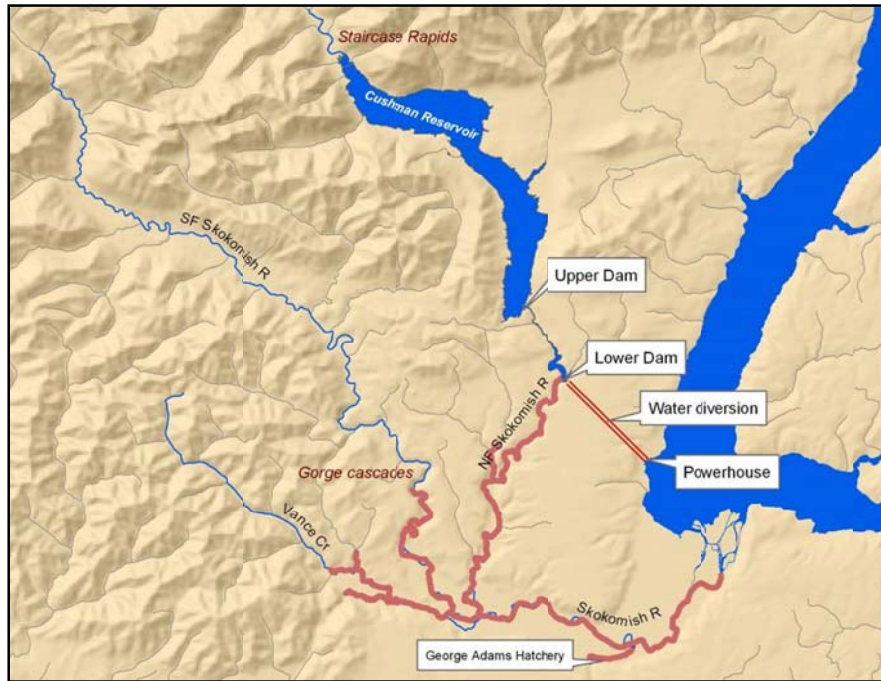 Staircase Rapids
Cushman Reservoir
SF Skokomish R
Upper Dam
Lower Dam
NF Skokomish R
Water diversion
Gorge cascades
Powerhouse
Vance Cr
Skokomish R
George Adams Hatchery